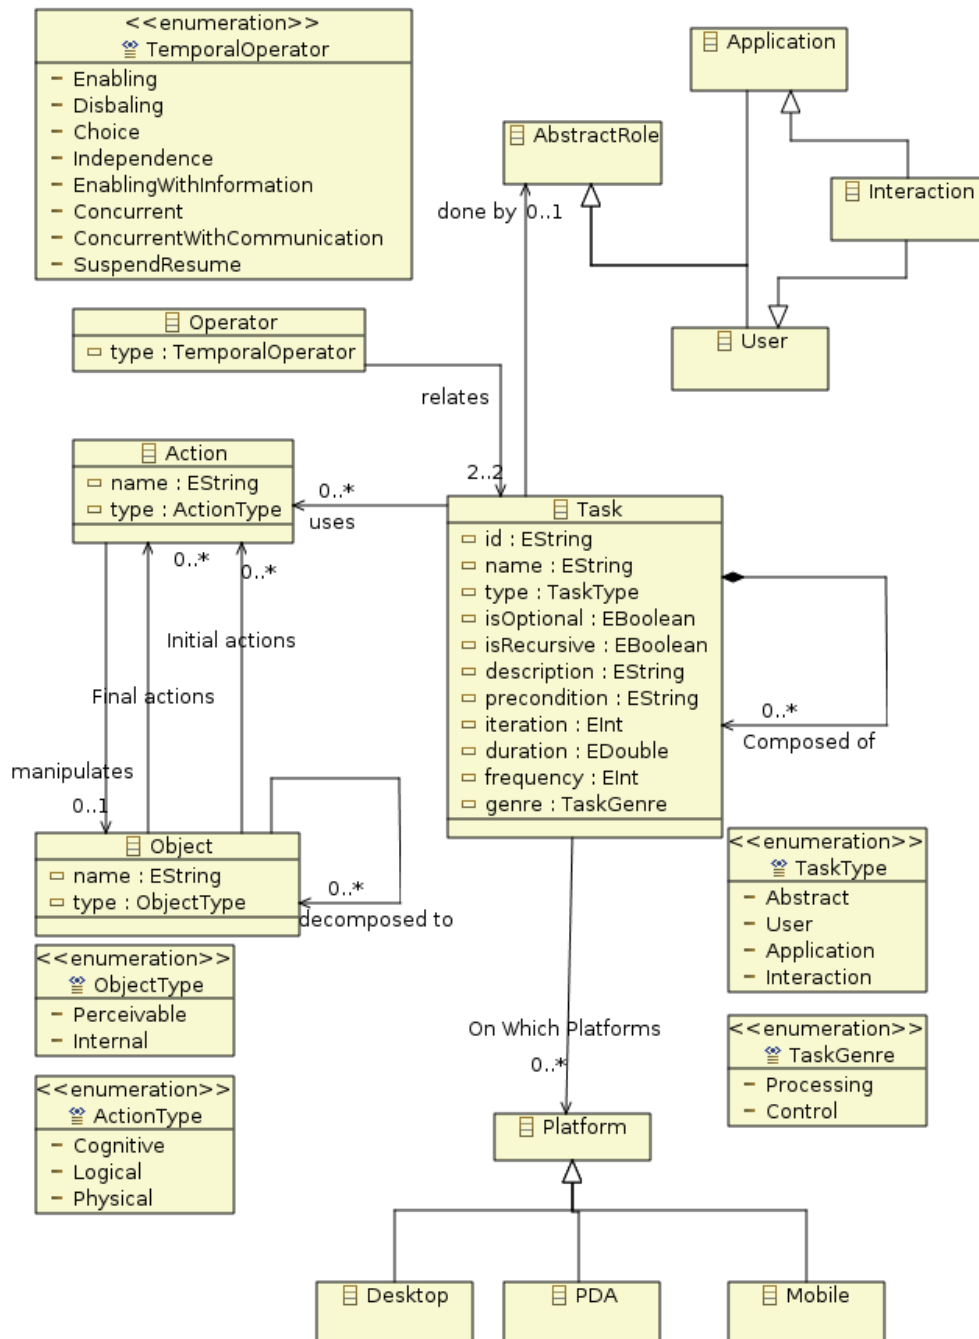 <<enumeration>>
TemporalOperator
Enabling
Disbaling
Choice
Independence
EnablingWithInformation
Concurrent
ConcurrentWithCommunication
SuspendResume
Application
AbstractRole
Interaction
done by 0..1
User
Operator
type : TemporalOperator
relates
2..2
Action
name : EString
type : ActionType
0..*
uses
Task
id : EString
name : EString
type : TaskType
isOptional : EBoolean
isRecursive : EBoolean
description : EString
precondition : EString
iteration : EInt
duration : EDouble
frequency : EInt
genre : TaskGenre
0..*
Composed of
0..*
0..*
Initial actions
Final actions
manipulates
0..1
Object
name : EString
type : ObjectType
0..*
decomposed to
<<enumeration>>
ObjectType
Perceivable
Internal
<<enumeration>>
ActionType
Cognitive
Logical
Physical
<<enumeration>>
TaskType
Abstract
User
Application
Interaction
<<enumeration>>
TaskGenre
Processing
Control
On Which Platforms
0..*
Platform
Desktop
PDA
Mobile